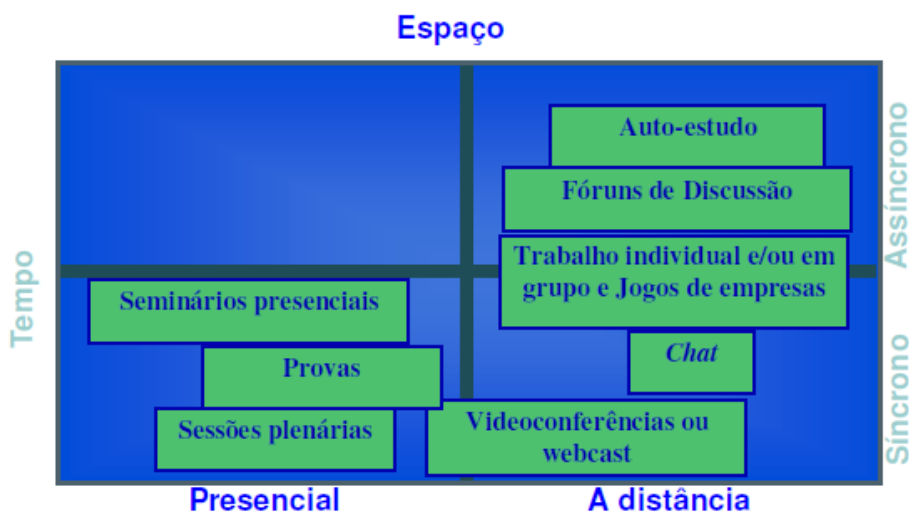 Espaço
Auto-estudo
Fóruns de Discussão
Trabalho individual e/ou em
grupo e Jogos de empresas
Chat
Videoconferências ou
webcast
Seminários presenciais
Provas
Sessões plenárias
Tempo
Assíncrono
Síncrono
Presencial
A distância